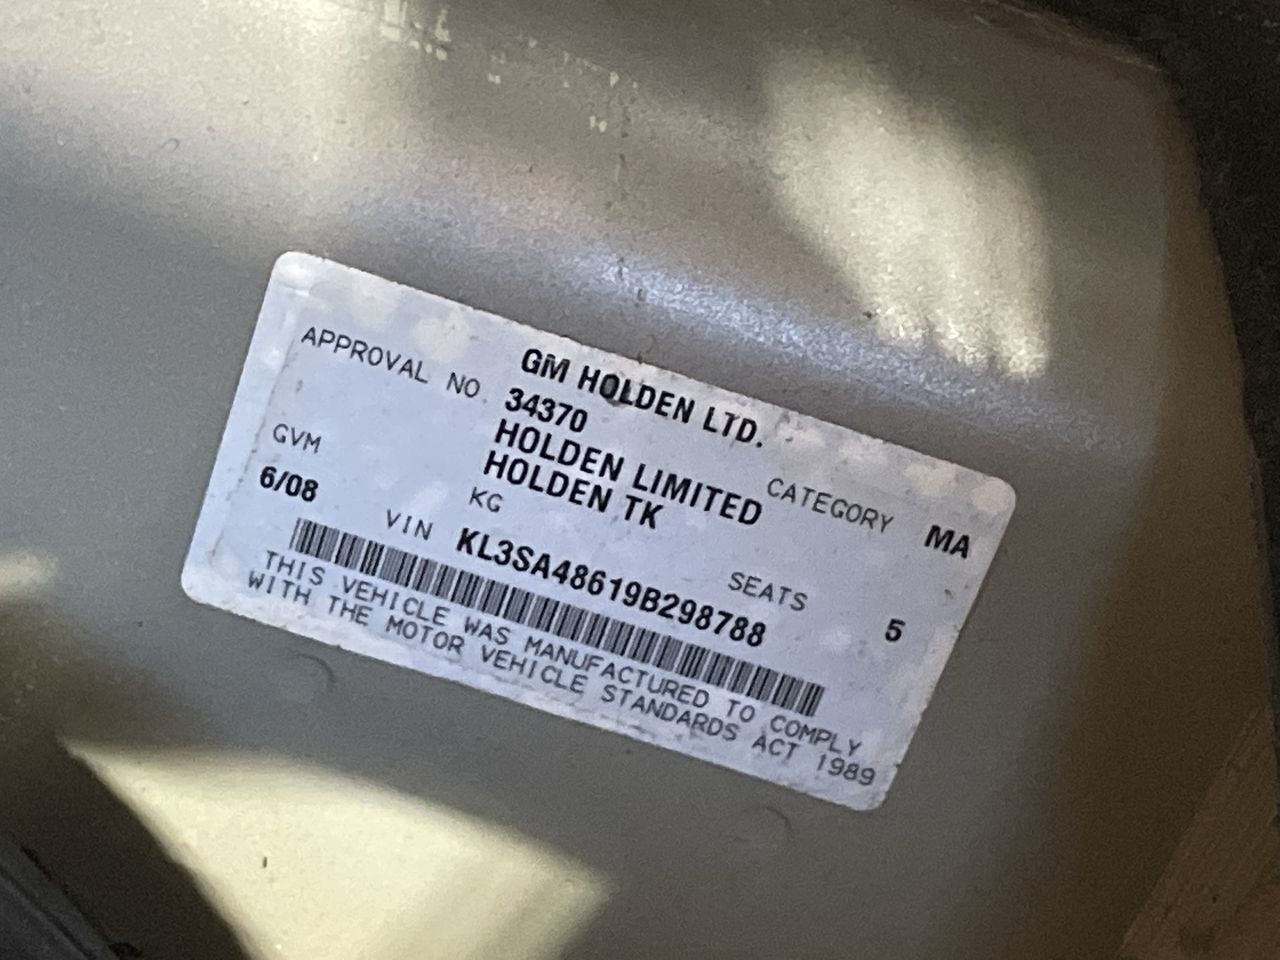 GM HOLDEN LTD.
APPROVAL NO. 34370 CATEGORY MA
HOLDEN LIMITED
HOLDEN TK
GVM KG SEATS 5
6/08 VIN KL3SA48619B298788
THIS VEHICLE WAS MANUFACTURED TO COMPLY
WITH THE MOTOR VEHICLE STANDARDS ACT 1989